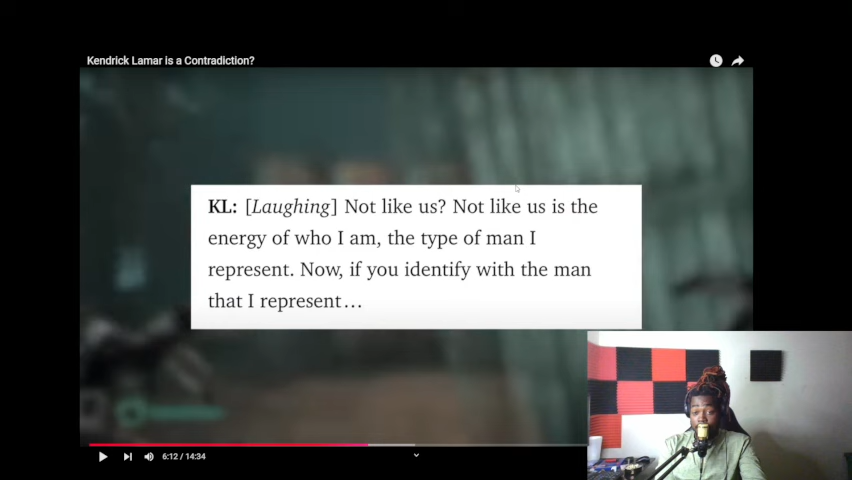 Kendrick Lamar is a Contradiction?
KL: [Laughing] Not like us? Not like us is the
energy of who I am, the type of man I
represent. Now, if you identify with the man
that I represent…
6:12 / 14:34